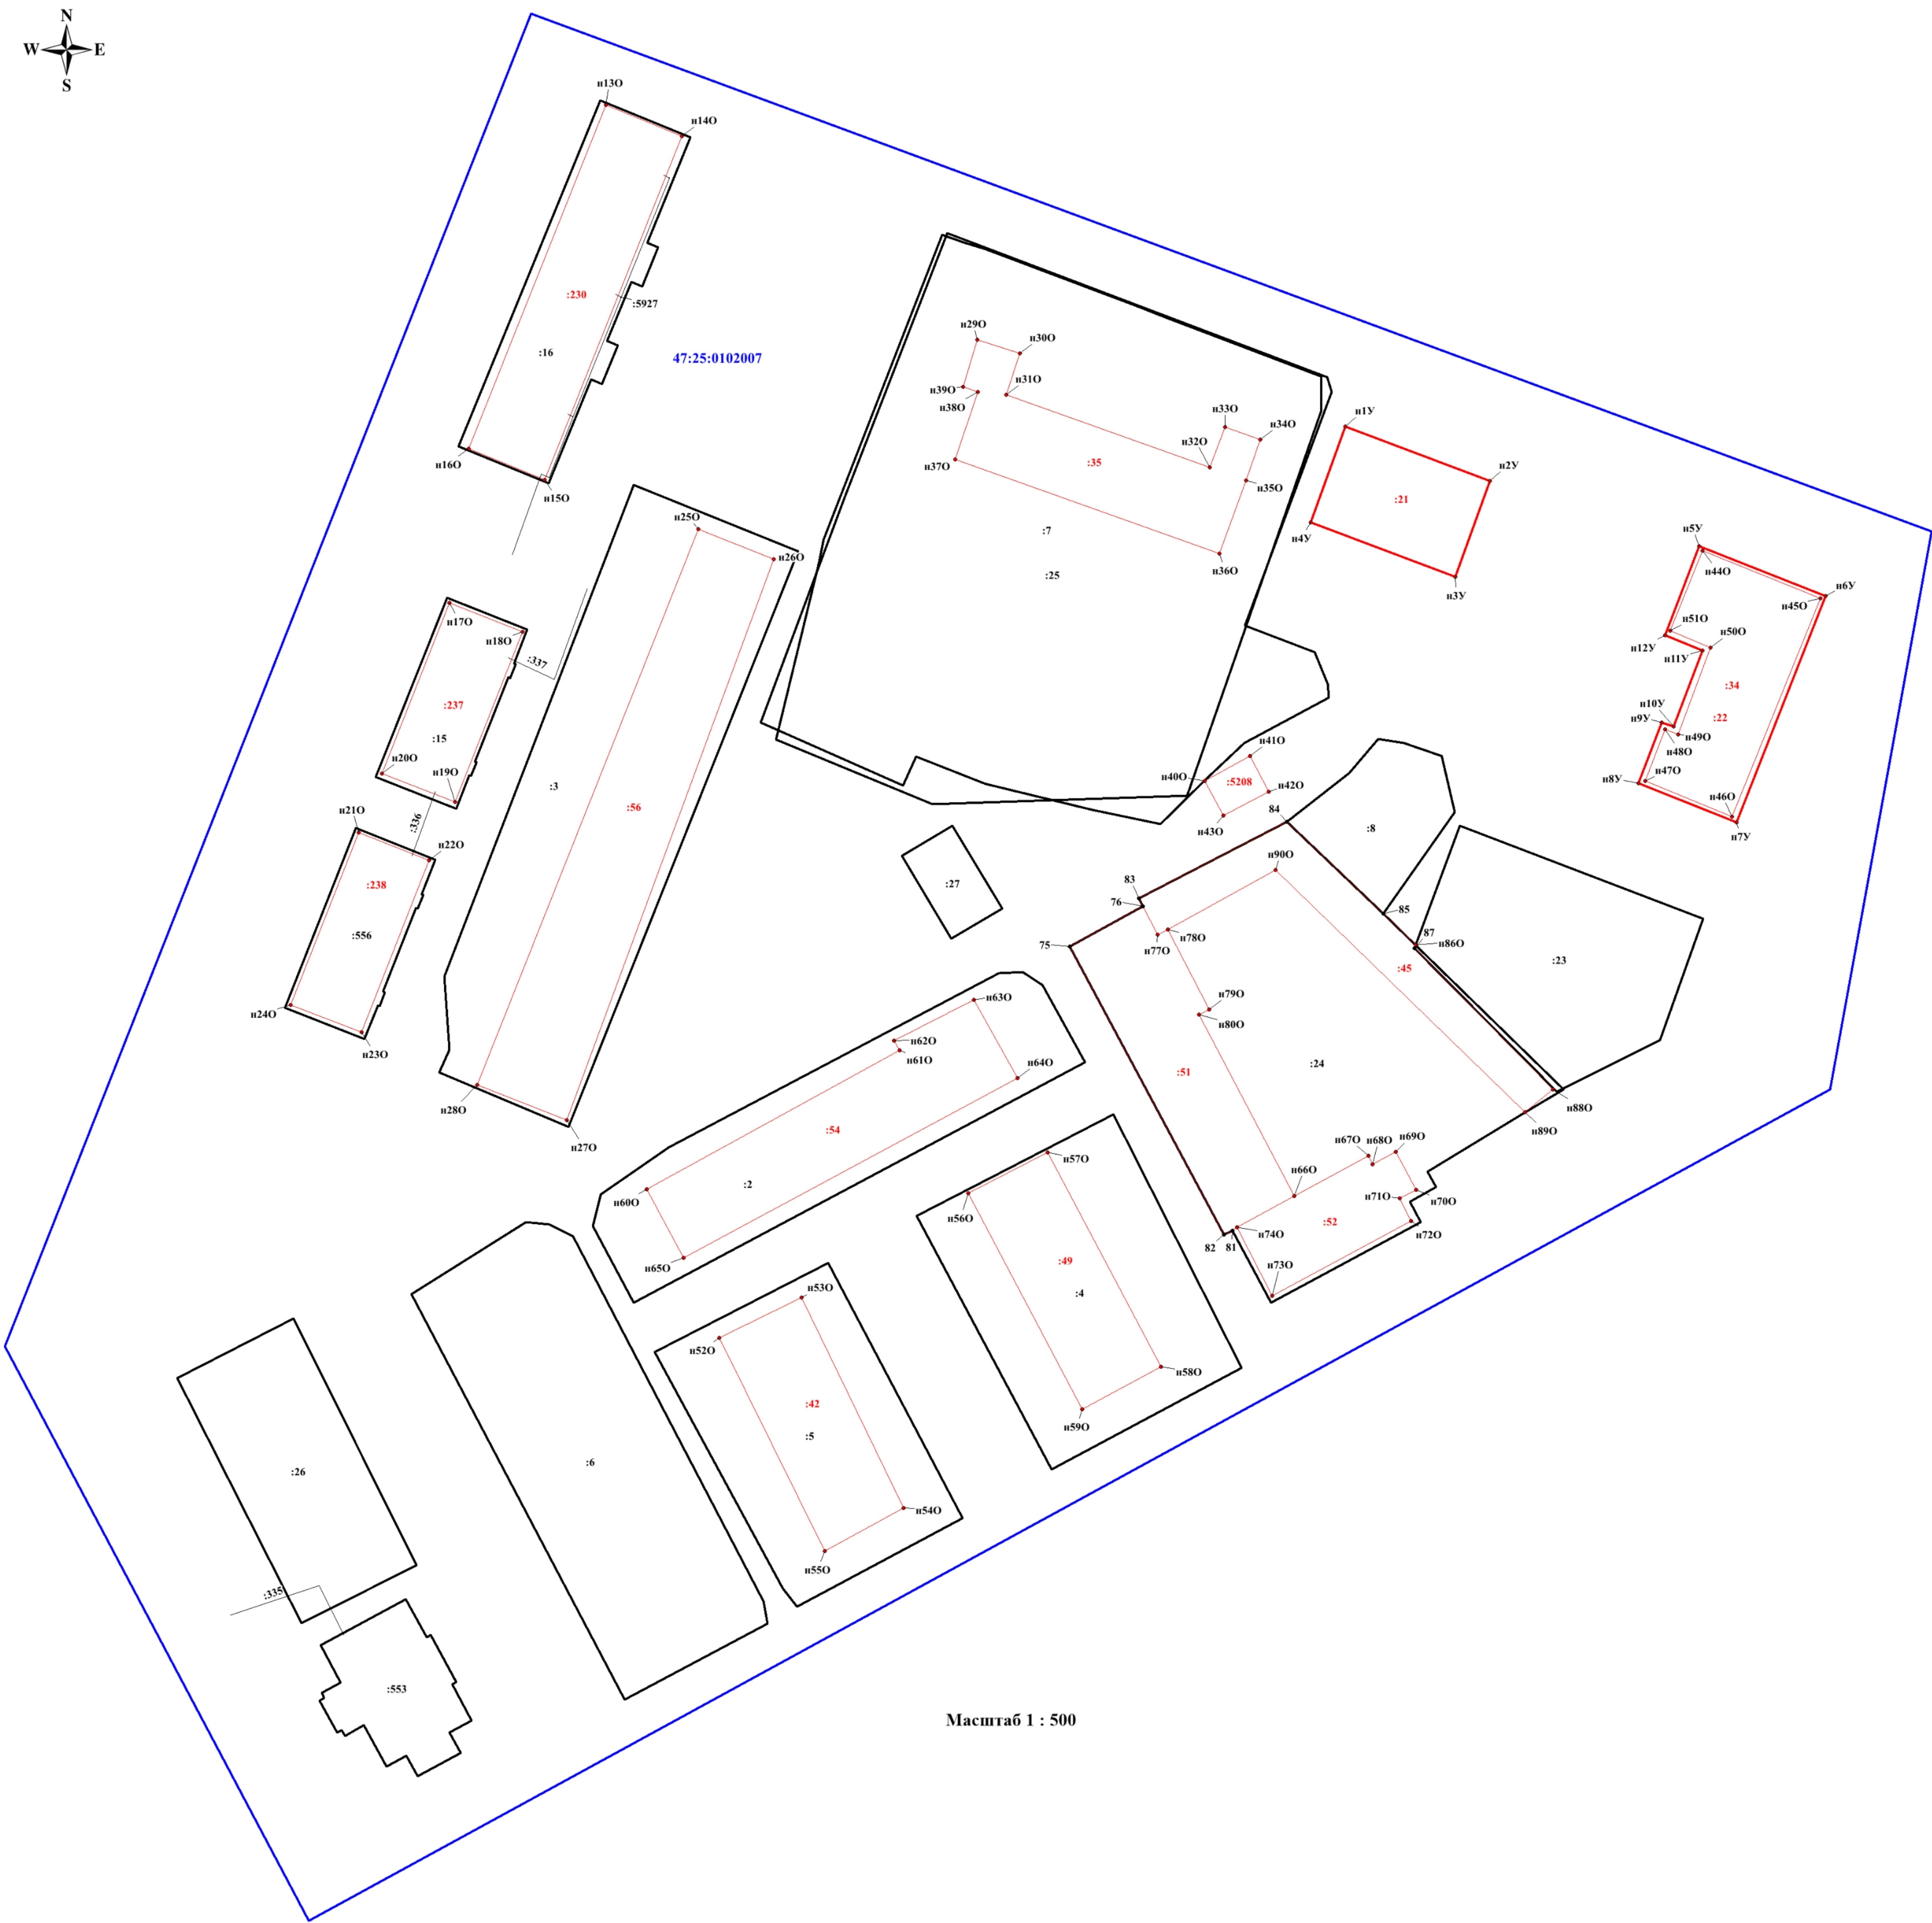 N
W E
S
н13О
н14О
:230
:5927
:16
47:25:0102007
н16О
н15О
н29О
н30О
н31О
н39О
н38О
н33О
н34О
н32О
н37О
:35
н35О
:7
н36О
:25
н1У
н2У
:21
н4У
н3У
н5У
н44О
н6У
н45О
н51О
н50О
н12У
н11У
:34
н10У
н9У
:22
н49О
н48О
н47О
н8У
н46О
н7У
н25О
н26О
н17О
н18О
:337
:237
:15
н20О
н19О
:3
:56
:336
н21О
н22О
:238
:556
н24О
н23О
н28О
н27О
н41О
н40О
:5208
н42О
н43О
84
:8
:27
н90О
83
76
85
87
н86О
75
н77О
н78О
:45
:23
н79О
н80О
н63О
н62О
н61О
н64О
:54
:24
:51
н88О
н89О
н67О
н68О
н69О
н66О
н71О
н70О
:52
н72О
н74О
82
81
н73О
:2
н60О
н65О
н57О
н56О
:49
:4
н58О
н59О
н53О
н52О
:42
:5
н54О
н55О
:6
:26
:335
:553
Масштаб 1 : 500